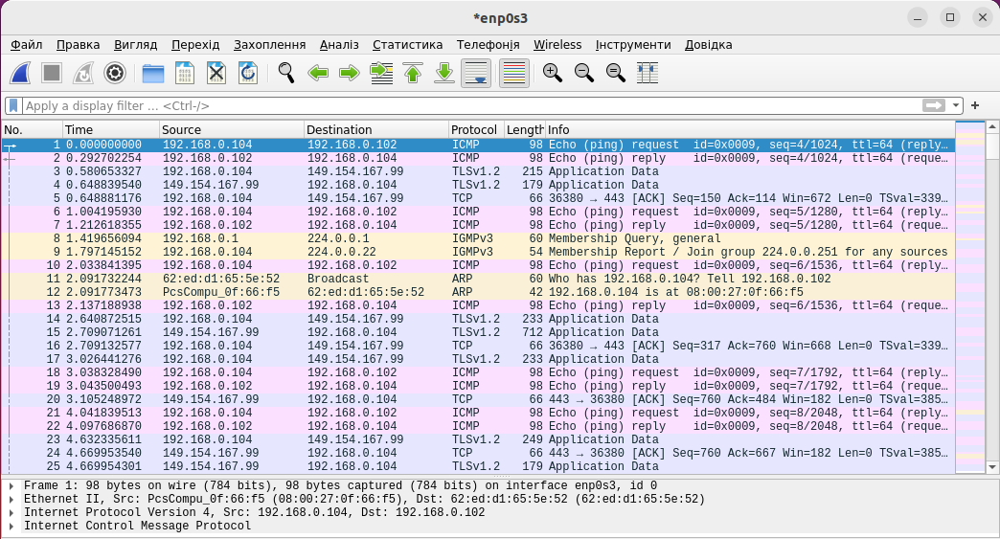 *enp0s3
Файл Правка Вигляд Перехід Захоплення Аналіз Статистика Телефонія Wireless Інструменти Довідка
Apply a display filter … <Ctrl-/>
No. Time Source Destination Protocol Length Info
1 0.000000000 192.168.0.104 192.168.0.102 ICMP 98 Echo (ping) request id=0x0009, seq=4/1024, ttl=64 (reply…
2 0.292702254 192.168.0.102 192.168.0.104 ICMP 98 Echo (ping) reply id=0x0009, seq=4/1024, ttl=64 (reque…
3 0.580653327 192.168.0.104 149.154.167.99 TLSv1.2 215 Application Data
4 0.648839540 149.154.167.99 192.168.0.104 TLSv1.2 179 Application Data
5 0.648881176 192.168.0.104 149.154.167.99 TCP 66 36380 → 443 [ACK] Seq=150 Ack=114 Win=672 Len=0 TSval=339…
6 1.004195930 192.168.0.104 192.168.0.102 ICMP 98 Echo (ping) request id=0x0009, seq=5/1280, ttl=64 (reply…
7 1.212618355 192.168.0.102 192.168.0.104 ICMP 98 Echo (ping) reply id=0x0009, seq=5/1280, ttl=64 (reque…
8 1.419656094 192.168.0.1 224.0.0.1 IGMPv3 60 Membership Query, general
9 1.797145152 192.168.0.104 224.0.0.22 IGMPv3 54 Membership Report / Join group 224.0.0.251 for any sources
10 2.033841395 192.168.0.104 192.168.0.102 ICMP 98 Echo (ping) request id=0x0009, seq=6/1536, ttl=64 (reply…
11 2.091732244 62:ed:d1:65:5e:52 Broadcast ARP 60 Who has 192.168.0.104? Tell 192.168.0.102
12 2.091773473 PcsCompu_0f:66:f5 62:ed:d1:65:5e:52 ARP 42 192.168.0.104 is at 08:00:27:0f:66:f5
13 2.137188938 192.168.0.102 192.168.0.104 ICMP 98 Echo (ping) reply id=0x0009, seq=6/1536, ttl=64 (reque…
14 2.640872515 192.168.0.104 149.154.167.99 TLSv1.2 233 Application Data
15 2.709071261 149.154.167.99 192.168.0.104 TLSv1.2 712 Application Data
16 2.709132577 192.168.0.104 149.154.167.99 TCP 66 36380 → 443 [ACK] Seq=317 Ack=760 Win=668 Len=0 TSval=339…
17 3.026441276 192.168.0.104 149.154.167.99 TLSv1.2 233 Application Data
18 3.038328490 192.168.0.104 192.168.0.102 ICMP 98 Echo (ping) request id=0x0009, seq=7/1792, ttl=64 (reply…
19 3.043500493 192.168.0.102 192.168.0.104 ICMP 98 Echo (ping) reply id=0x0009, seq=7/1792, ttl=64 (reque…
20 3.105248972 149.154.167.99 192.168.0.104 TCP 66 443 → 36380 [ACK] Seq=760 Ack=484 Win=182 Len=0 TSval=385…
21 4.041839513 192.168.0.104 192.168.0.102 ICMP 98 Echo (ping) request id=0x0009, seq=8/2048, ttl=64 (reply…
22 4.097686870 192.168.0.102 192.168.0.104 ICMP 98 Echo (ping) reply id=0x0009, seq=8/2048, ttl=64 (reque…
23 4.632335611 192.168.0.104 149.154.167.99 TLSv1.2 249 Application Data
24 4.669953540 149.154.167.99 192.168.0.104 TCP 66 443 → 36380 [ACK] Seq=760 Ack=667 Win=182 Len=0 TSval=385…
25 4.669954301 149.154.167.99 192.168.0.104 TLSv1.2 179 Application Data
Frame 1: 98 bytes on wire (784 bits), 98 bytes captured (784 bits) on interface enp0s3, id 0
Ethernet II, Src: PcsCompu_0f:66:f5 (08:00:27:0f:66:f5), Dst: 62:ed:d1:65:5e:52 (62:ed:d1:65:5e:52)
Internet Protocol Version 4, Src: 192.168.0.104, Dst: 192.168.0.102
Internet Control Message Protocol